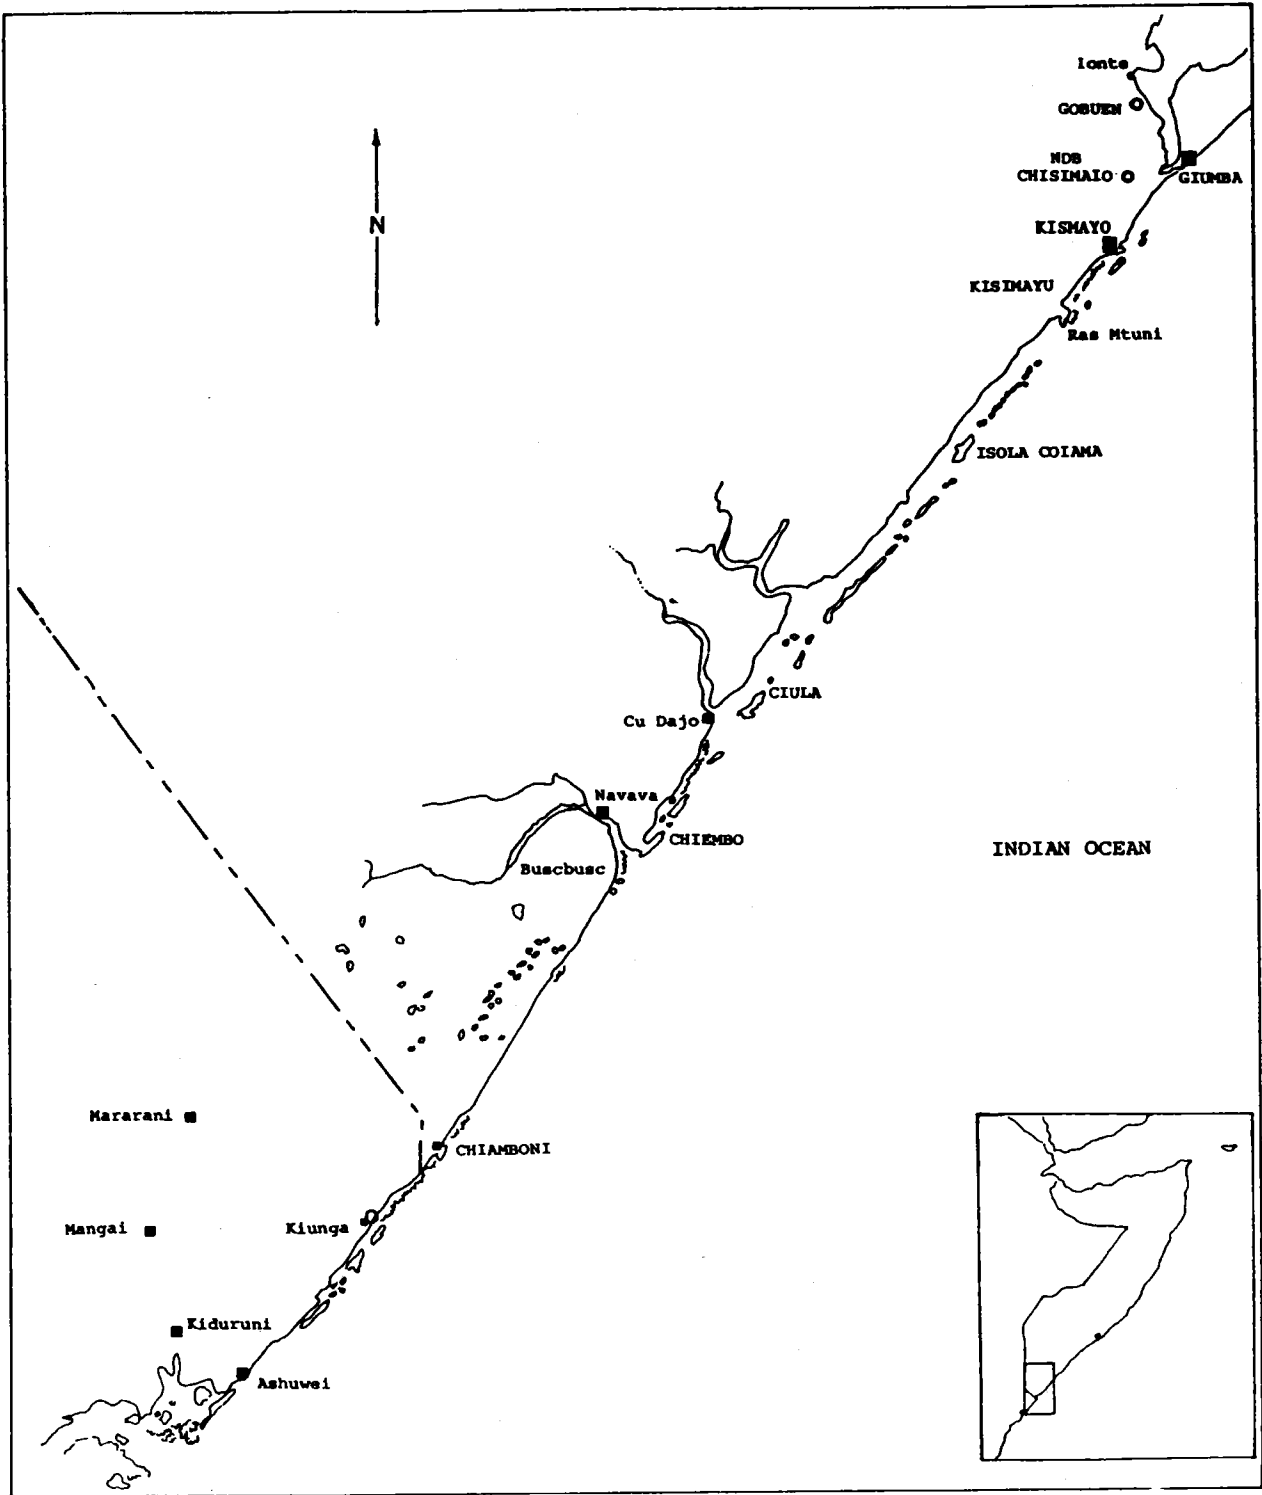 Ionte
GOBUEN
NDB
CHISIMAIO
GIUMBA
N
KISMAYO
KISIMAYU
Ras Mtuni
ISOLA COIAMA
CIULA
Cu Dajo
Navava
CHIEMBO
INDIAN OCEAN
Buscbusc
Mararani
CHIAMBONI
Mangai
Kiunga
Kiduruni
Ashuwei